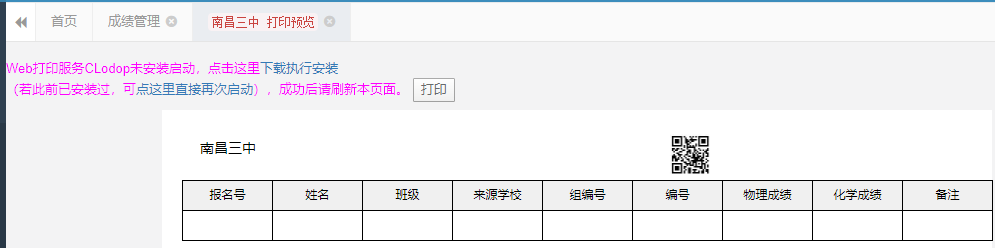 首页 成绩管理 南昌三中 打印预览
Web打印服务CLodop未安装启动，点击这里下载执行安装
（若此前已安装过，可点这里直接再次启动），成功后请刷新本页面。 打印
南昌三中
报名号 姓名 班级 来源学校 组编号 编号 物理成绩 化学成绩 备注